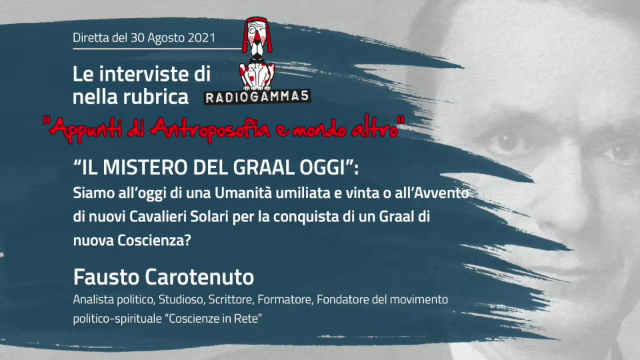 Diretta del 30 Agosto 2021
Le interviste di
nella rubrica
RADIOGAMMA5
"Appunti di Antroposofia e mondo altro"
“IL MISTERO DEL GRAAL OGGI”:
Siamo all’oggi di una Umanità umiliata e vinta o all’Avvento
di nuovi Cavalieri Solari per la conquista di un Graal di
nuova Coscienza?
Fausto Carotenuto
Analista politico, Studioso, Scrittore, Formatore, Fondatore del movimento
politico-spirituale “Coscienze in Rete”